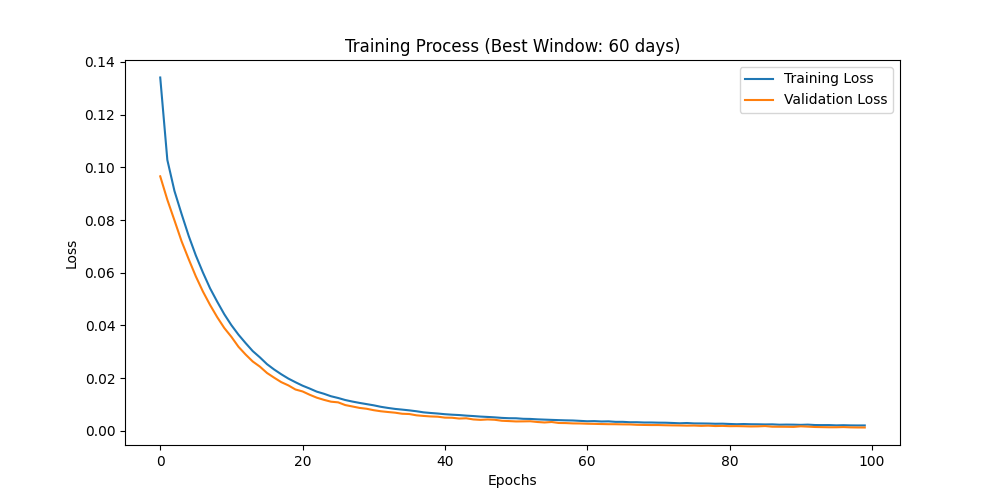 Training Process (Best Window: 60 days)
Training Loss
Validation Loss
0.14
0.12
0.10
0.08
0.06
0.04
0.02
0.00
Loss
0
20
40
60
80
100
Epochs